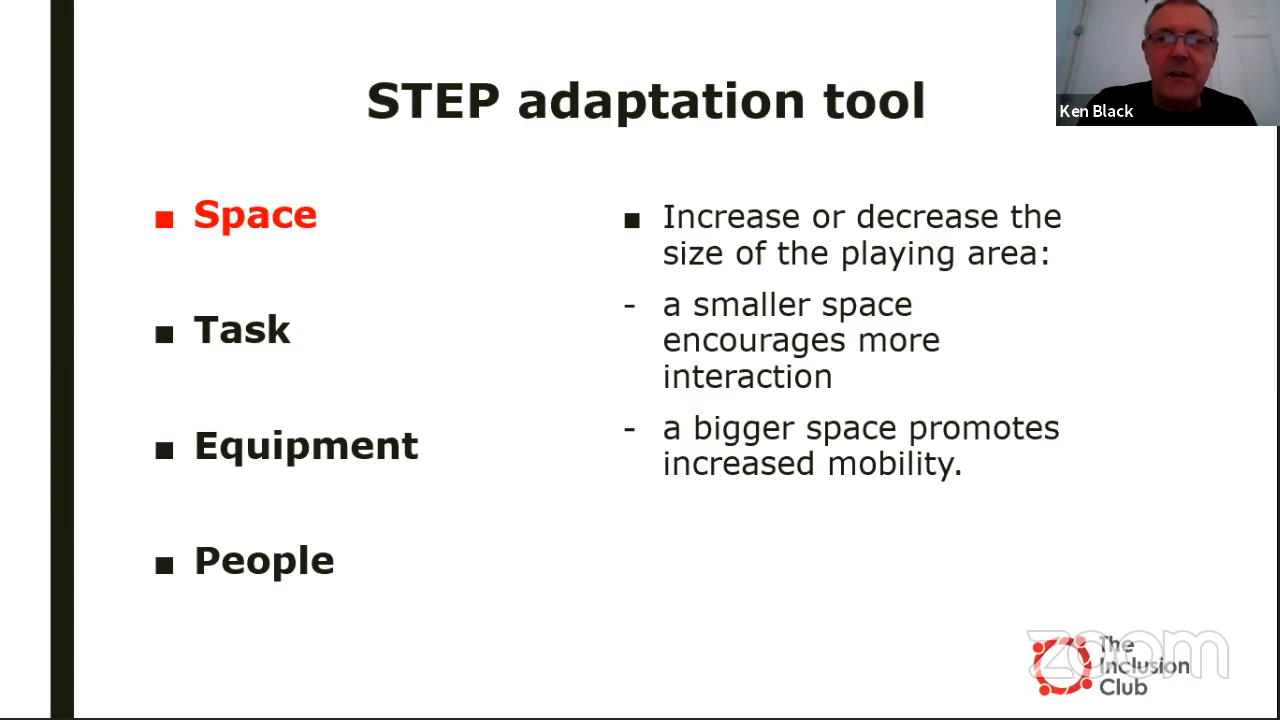 STEP adaptation tool
Ken Black
■ Space
■ Task
■ Equipment
■ People
■ Increase or decrease the
size of the playing area:
- a smaller space
encourages more
interaction
- a bigger space promotes
increased mobility.
zoom
The
Inclusion
Club